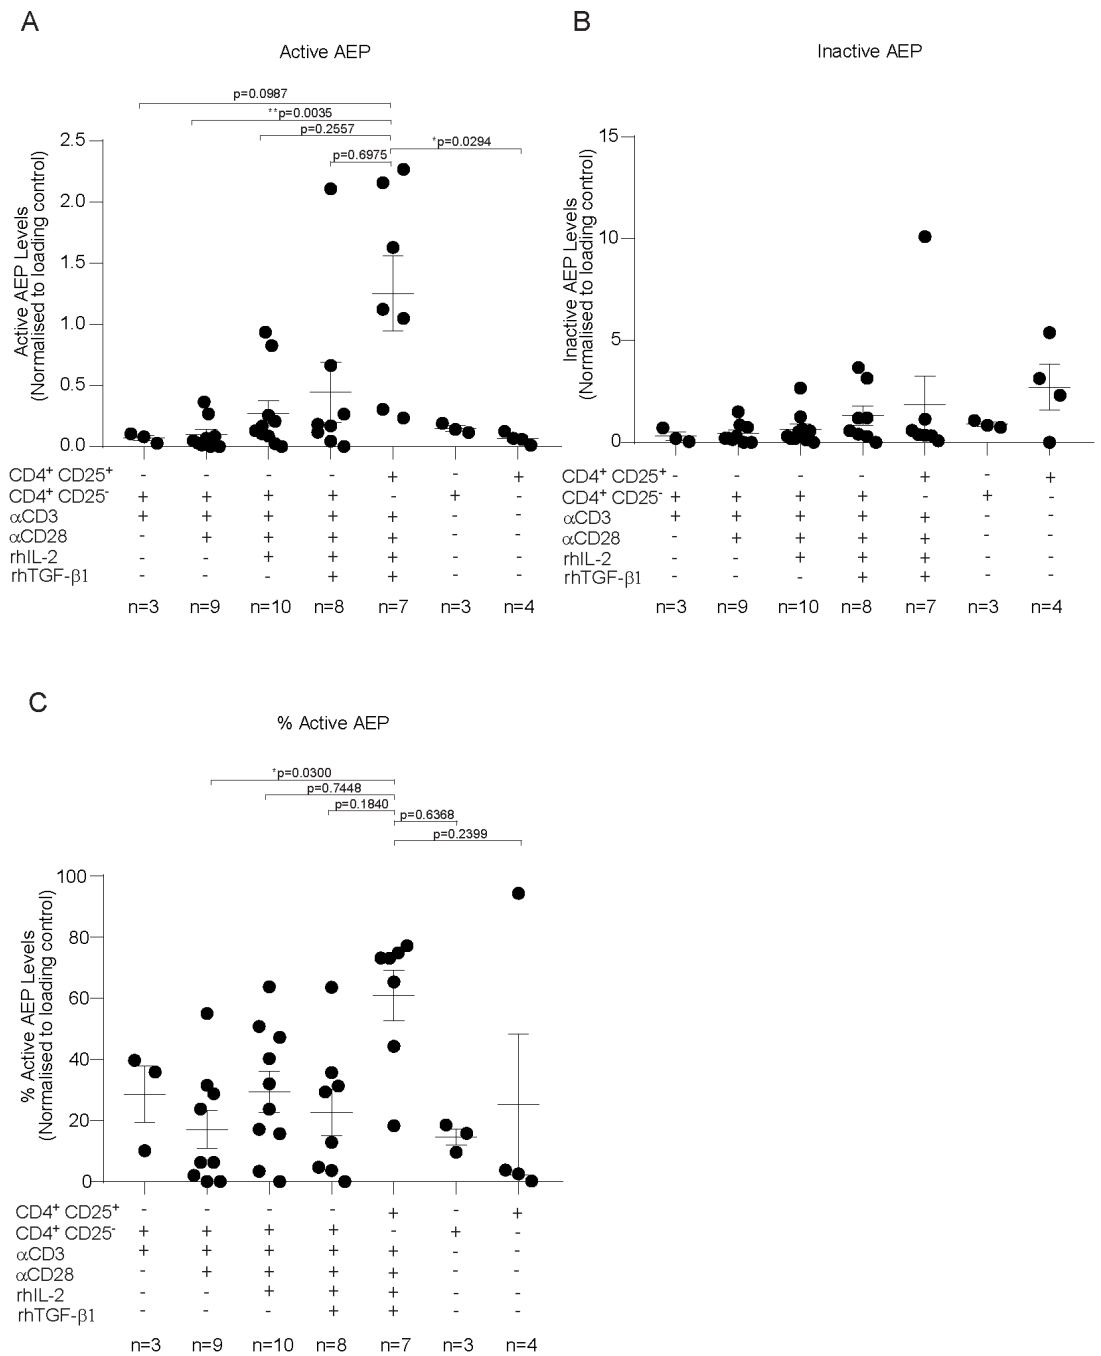 A
Active AEP
p=0.0987
**p=0.0035
p=0.2557
*p=0.0294
p=0.6975
Active AEP Levels
(Normalised to loading control)
2.5
2.0
1.5
1.0
0.5
0.0
CD4+ CD25+ - - - - + - +
CD4+ CD25- + + + + - + -
αCD3 + + + + + - -
αCD28 - + + + + - -
rhIL-2 - - + + + - -
rhTGF-β1 - - - + + - -
n=3 n=9 n=10 n=8 n=7 n=3 n=4
B
Inactive AEP
Inactive AEP Levels
(Normalised to loading control)
15
10
5
0
CD4+ CD25+ - - - - + - +
CD4+ CD25- + + + + - + -
αCD3 + + + + + - -
αCD28 - + + + + - -
rhIL-2 - - + + + - -
rhTGF-β1 - - - + + - -
n=3 n=9 n=10 n=8 n=7 n=3 n=4
C
% Active AEP
*p=0.0300
p=0.7448
p=0.1840
p=0.6368
p=0.2399
% Active AEP Levels
(Normalised to loading control)
100
80
60
40
20
0
CD4+ CD25+ - - - - + - +
CD4+ CD25- + + + + - + -
αCD3 + + + + + - -
αCD28 - + + + + - -
rhIL-2 - - + + + - -
rhTGF-β1 - - - + + - -
n=3 n=9 n=10 n=8 n=7 n=3 n=4